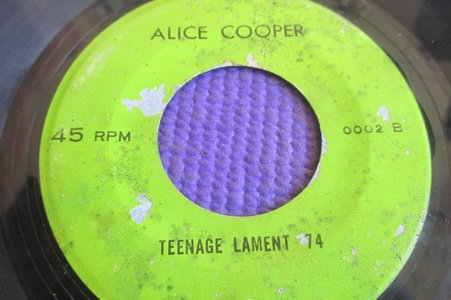 ALICE COOPER
45 RPM
0002 B
TEENAGE LAMENT '74